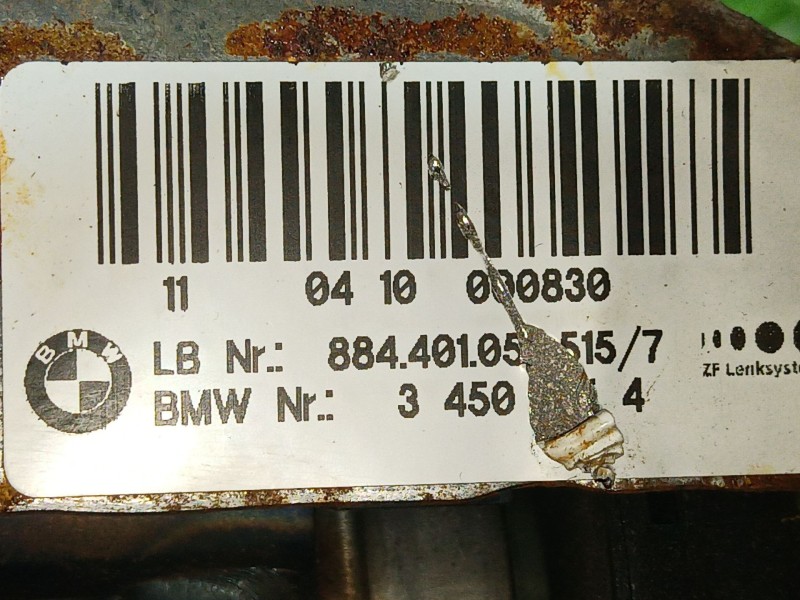 11 04 10 000830
BMW
LB Nr.: 884.401.05 515/7
ZF Lenksyste
BMW Nr.: 3 450 4